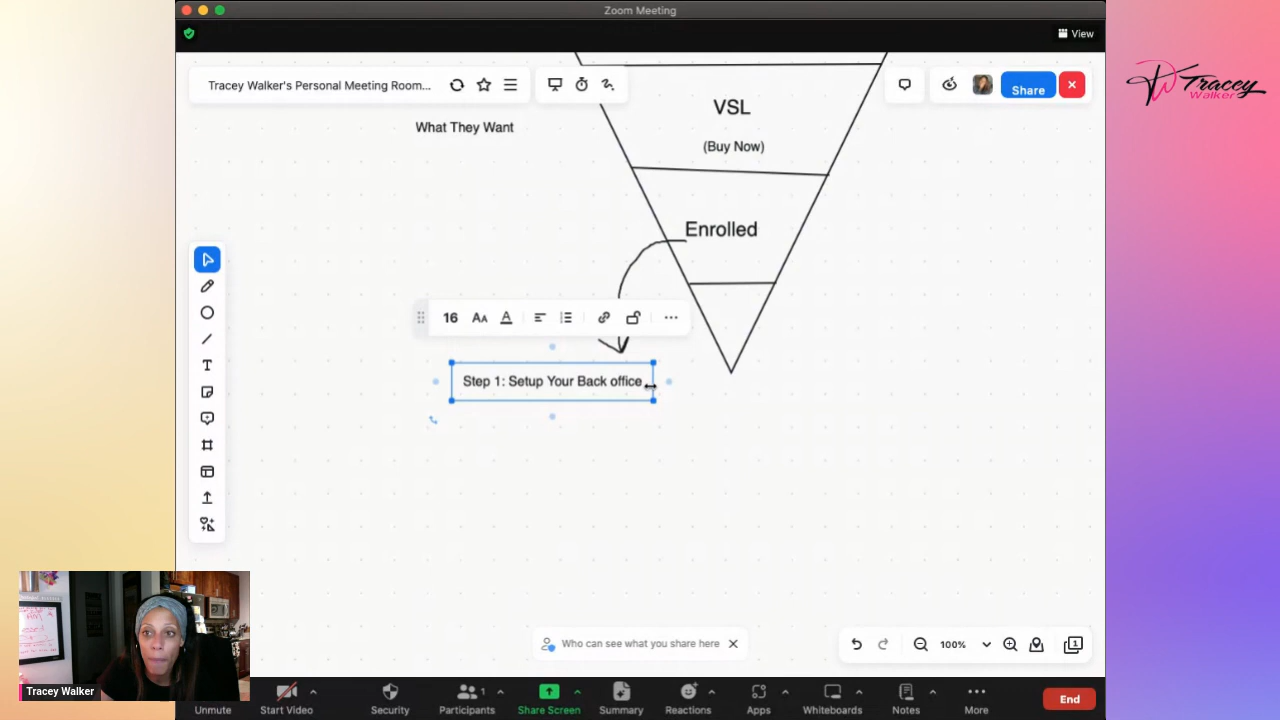 Zoom Meeting
View
Tracey Walker's Personal Meeting Room...
Share
VSL
What They Want
(Buy Now)
Enrolled
16
Step 1: Setup Your Back office
Who can see what you share here
100%
1
Tracey Walker
Unmute
Start Video
Security
Participants
1
Share Screen
Summary
Reactions
Apps
Whiteboards
Notes
More
End
Tracey
Walker